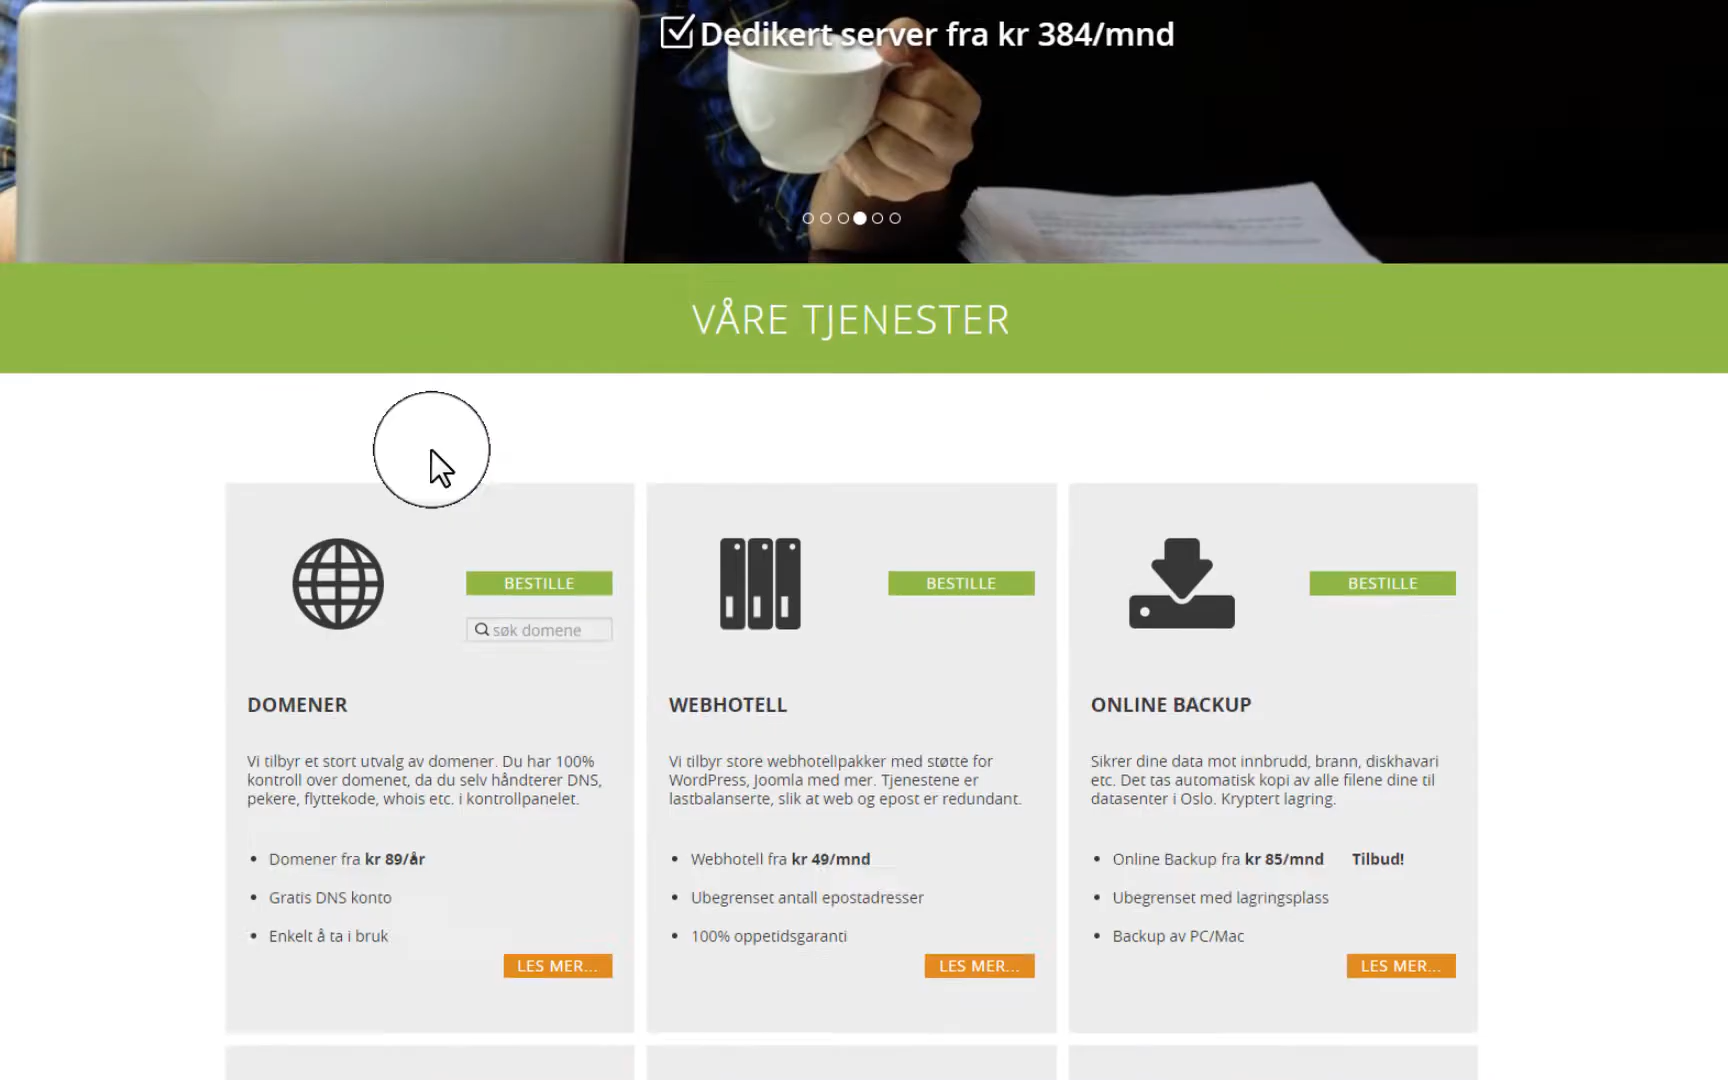 Dedikert server fra kr 384/mnd
VÅRE TJENESTER
BESTILLE
søk domene
DOMENER
Vi tilbyr et stort utvalg av domener. Du har 100%
kontroll over domenet, da du selv håndterer DNS,
pekere, flyttekode, whois etc. i kontrollpanelet.
Domener fra kr 89/år
Gratis DNS konto
Enkelt å ta i bruk
LES MER...
BESTILLE
WEBHOTELL
Vi tilbyr store webhotellpakker med støtte for
WordPress, Joomla med mer. Tjenestene er
lastbalanserte, slik at web og epost er redundant.
Webhotell fra kr 49/mnd
Ubegrenset antall epostadresser
100% oppetidsgaranti
LES MER...
BESTILLE
ONLINE BACKUP
Sikrer dine data mot innbrudd, brann, diskhavari
etc. Det tas automatisk kopi av alle filene dine til
datasenter i Oslo. Kryptert lagring.
Online Backup fra kr 85/mnd Tilbud!
Ubegrenset med lagringsplass
Backup av PC/Mac
LES MER...